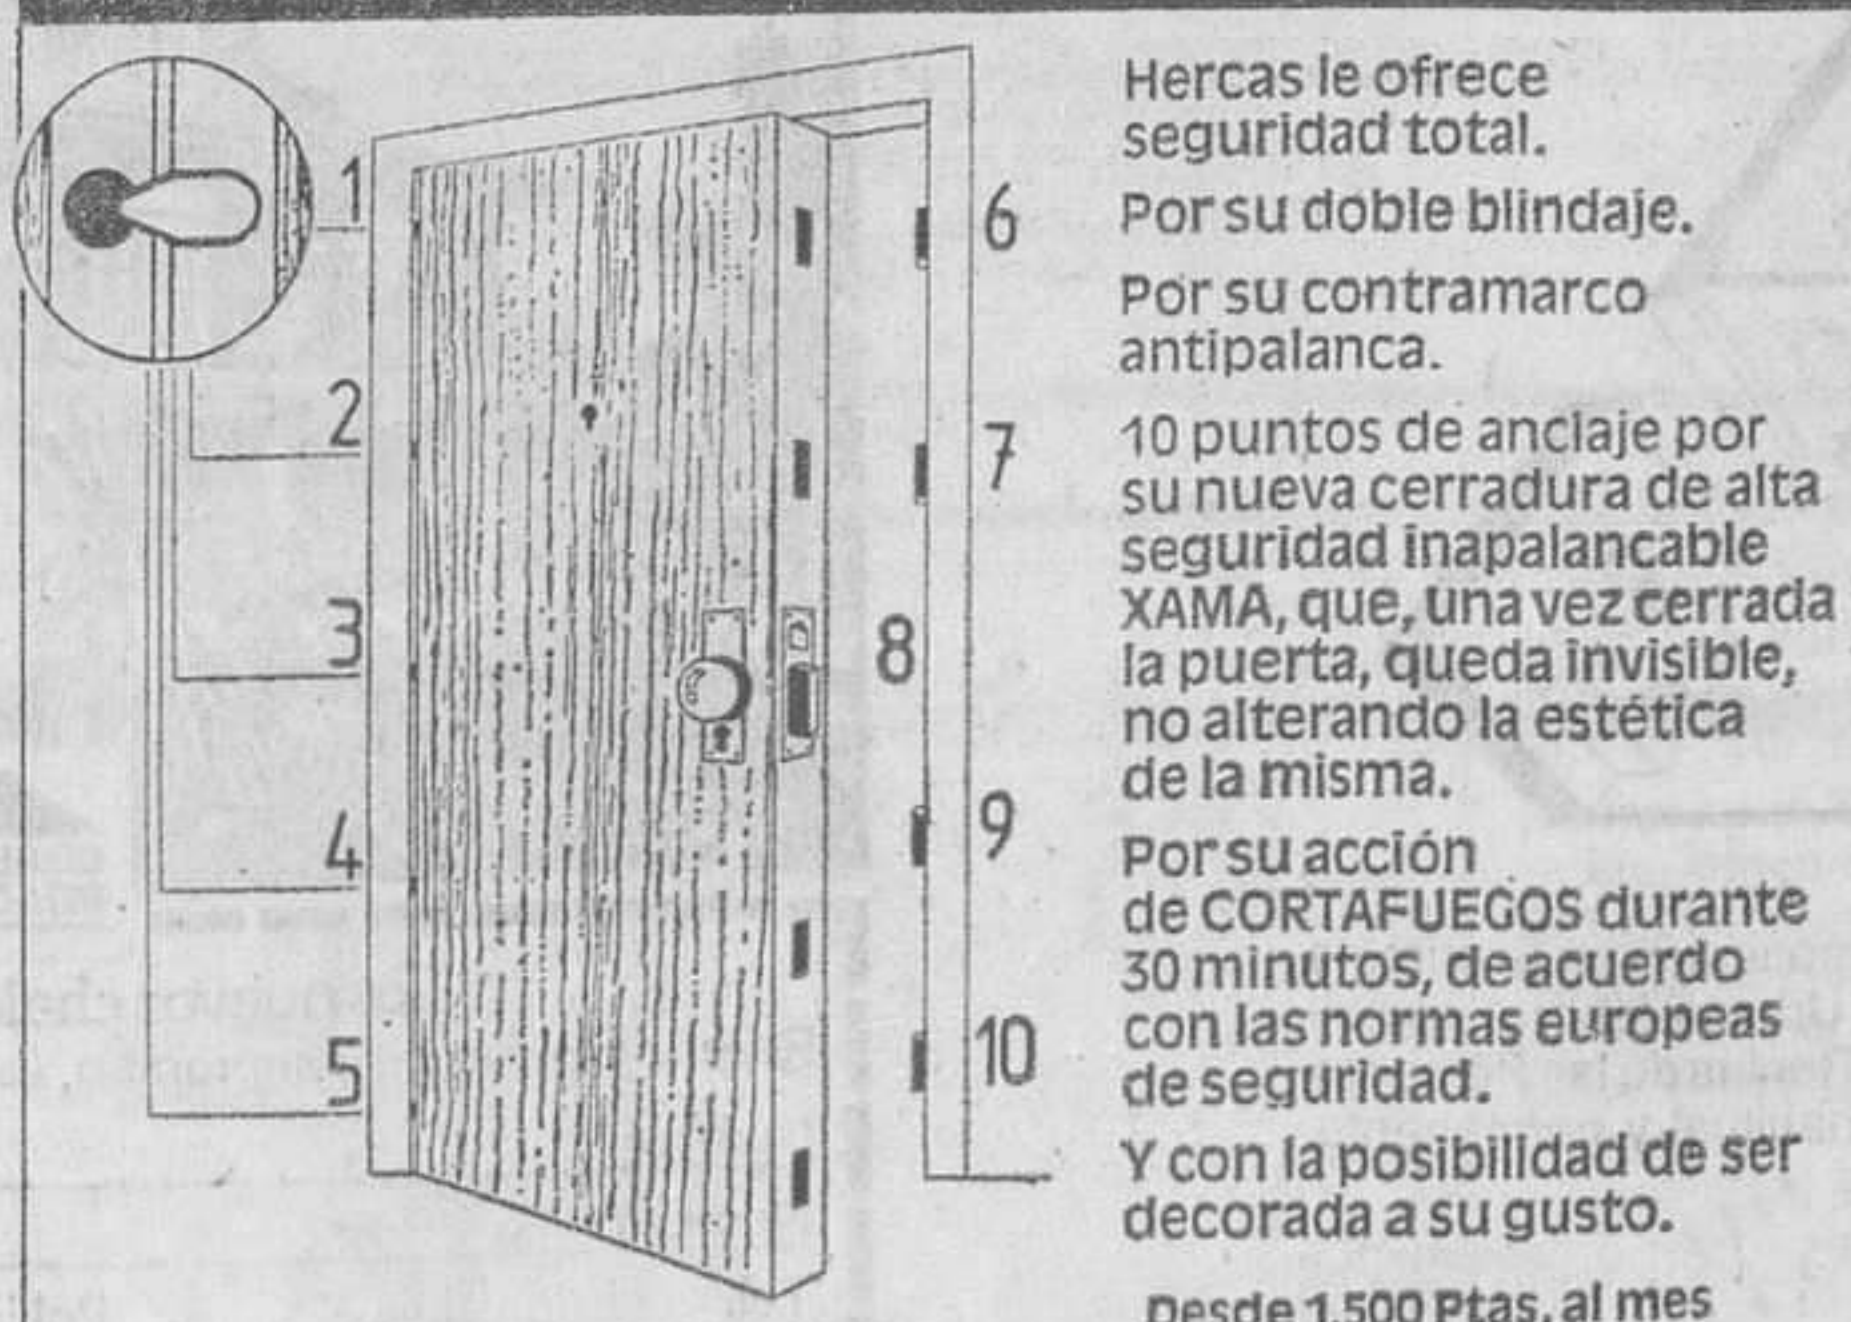 1
2
3
4
5
6
7
8
9
10
Hercas le ofrece
seguridad total.
Por su doble blindaje.
Por su contramarco
antipalanca.
10 puntos de anclaje por
su nueva cerradura de alta
seguridad inapalancable
XAMA, que, una vez cerrada
la puerta, queda invisible,
no alterando la estética
de la misma.
Por su acción
de CORTAFUEGOS durante
30 minutos, de acuerdo
con las normas europeas
de seguridad.
Y con la posibilidad de ser
decorada a su gusto.
Desde 1.500 Ptas. al mes